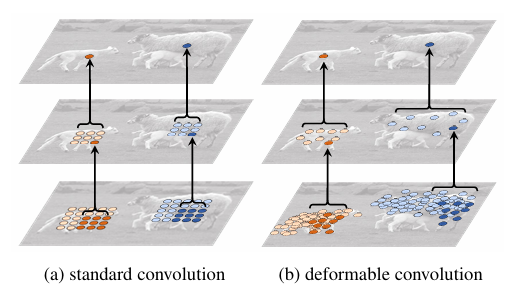 (a) standard convolution
(b) deformable convolution